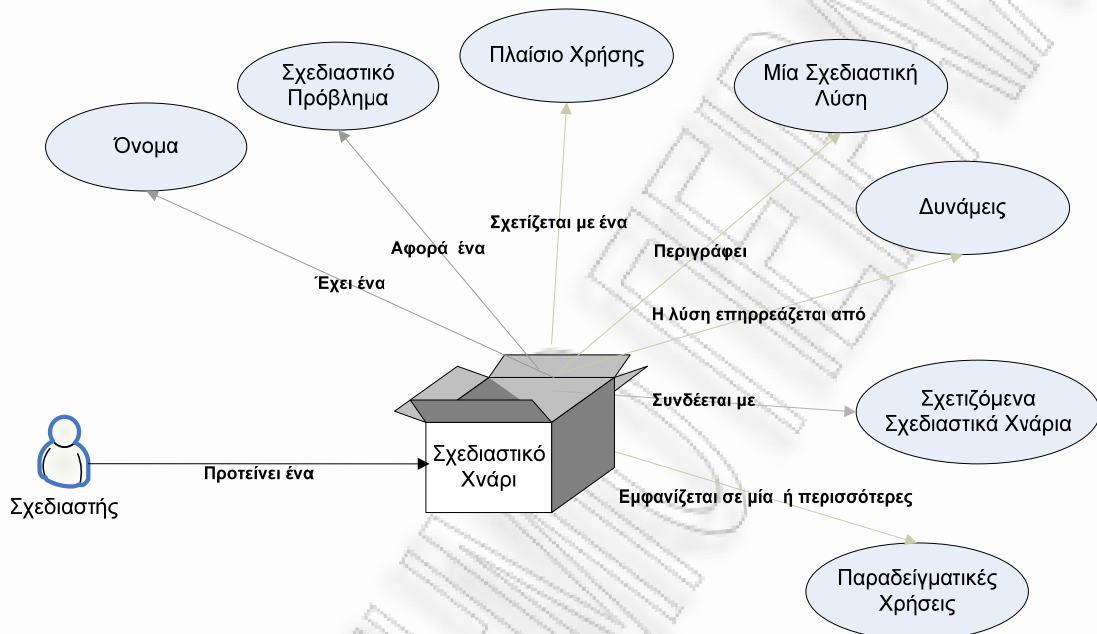 Πλαίσιο Χρήσης
Σχεδιαστικό
Πρόβλημα
Μία Σχεδιαστική
Λύση
Όνομα
Δυνάμεις
Σχετίζεται με ένα
Αφορά ένα
Περιγράφει
Έχει ένα
Η λύση επηρρεάζεται από
Συνδέεται με
Σχετιζόμενα
Σχεδιαστικά Χνάρια
Σχεδιαστικό
Χνάρι
Προτείνει ένα
Σχεδιαστής
Εμφανίζεται σε μία ή περισσότερες
Παραδείγματικές
Χρήσεις